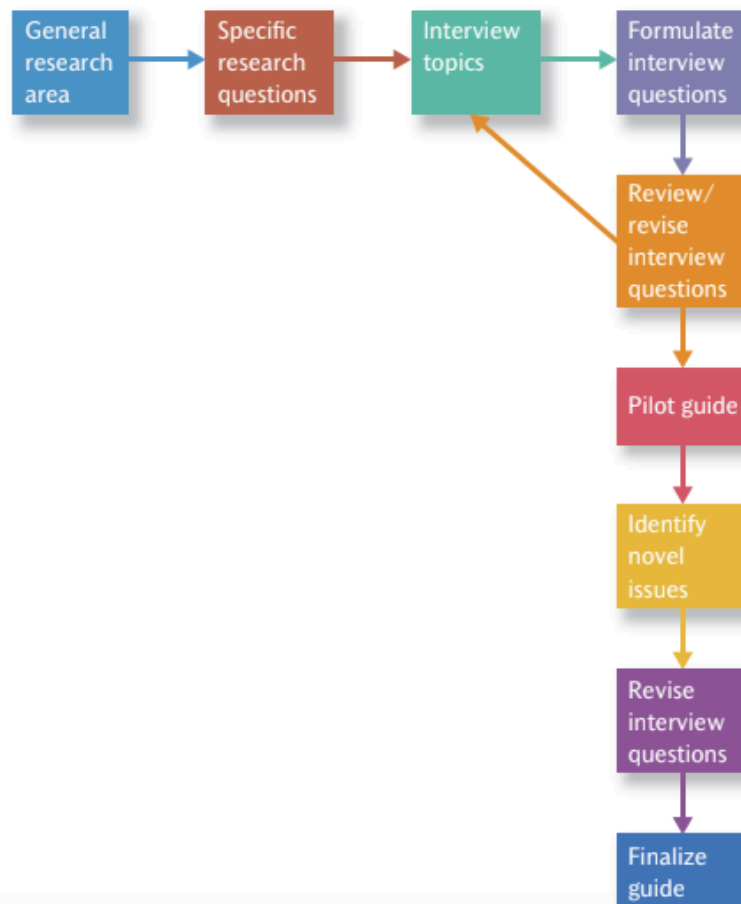 General
research
area
Specific
research
questions
Interview
topics
Formulate
interview
questions
Review/
revise
interview
questions
Pilot guide
Identify
novel
issues
Revise
interview
questions
Finalize
guide